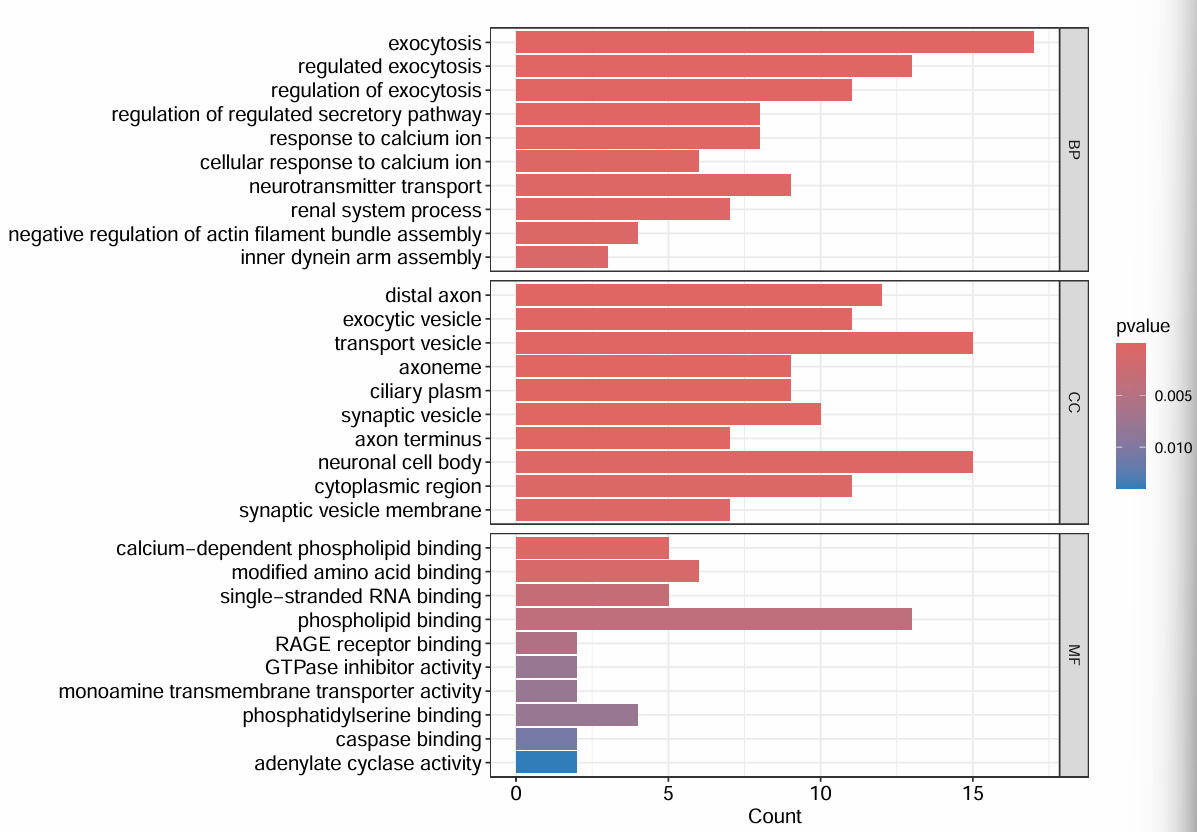 exocytosis
regulated exocytosis
regulation of exocytosis
regulation of regulated secretory pathway
response to calcium ion
cellular response to calcium ion
neurotransmitter transport
renal system process
negative regulation of actin filament bundle assembly
inner dynein arm assembly
BP
distal axon
exocytic vesicle
transport vesicle
axoneme
ciliary plasm
synaptic vesicle
axon terminus
neuronal cell body
cytoplasmic region
synaptic vesicle membrane
CC
calcium−dependent phospholipid binding
modified amino acid binding
single−stranded RNA binding
phospholipid binding
RAGE receptor binding
GTPase inhibitor activity
monoamine transmembrane transporter activity
phosphatidylserine binding
caspase binding
adenylate cyclase activity
MF
0 5 10 15
Count
pvalue
0.005
0.010